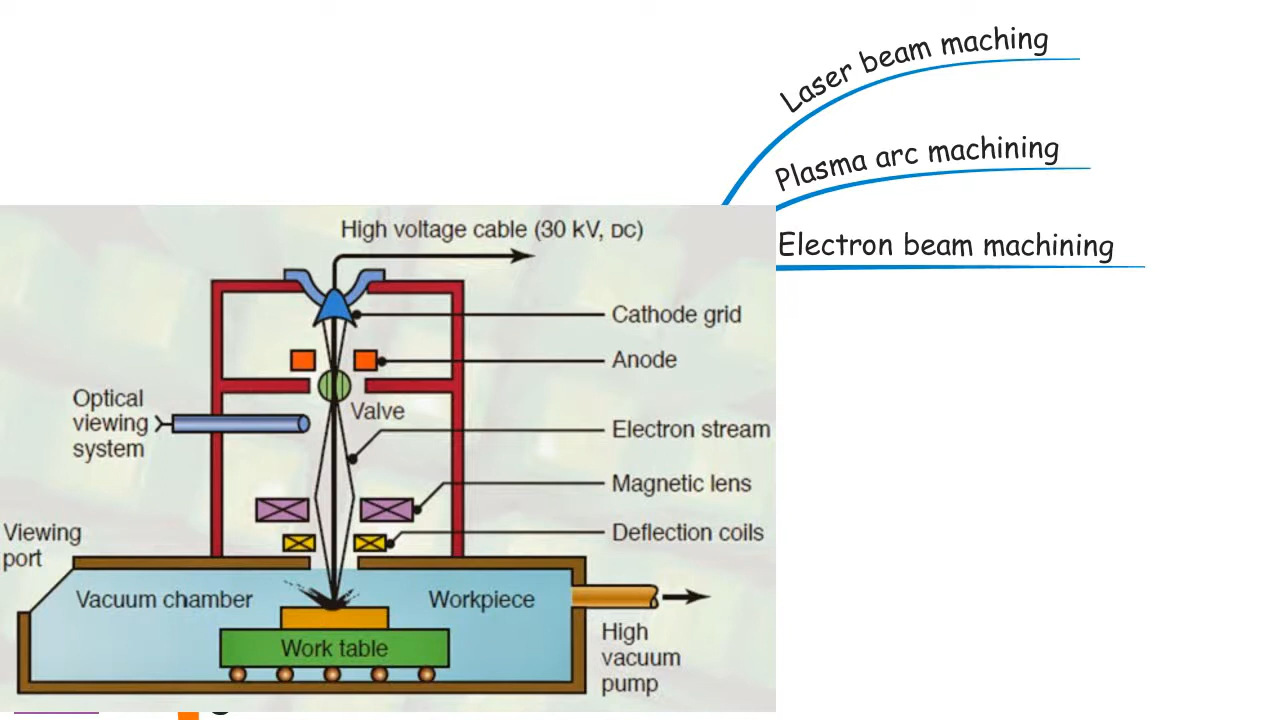 Laser beam maching
Plasma arc machining
Electron beam machining
High voltage cable (30 kV, DC)
Cathode grid
Anode
Optical
viewing
system
Valve
Electron stream
Magnetic lens
Deflection coils
Viewing
port
Vacuum chamber
Workpiece
Work table
High
vacuum
pump